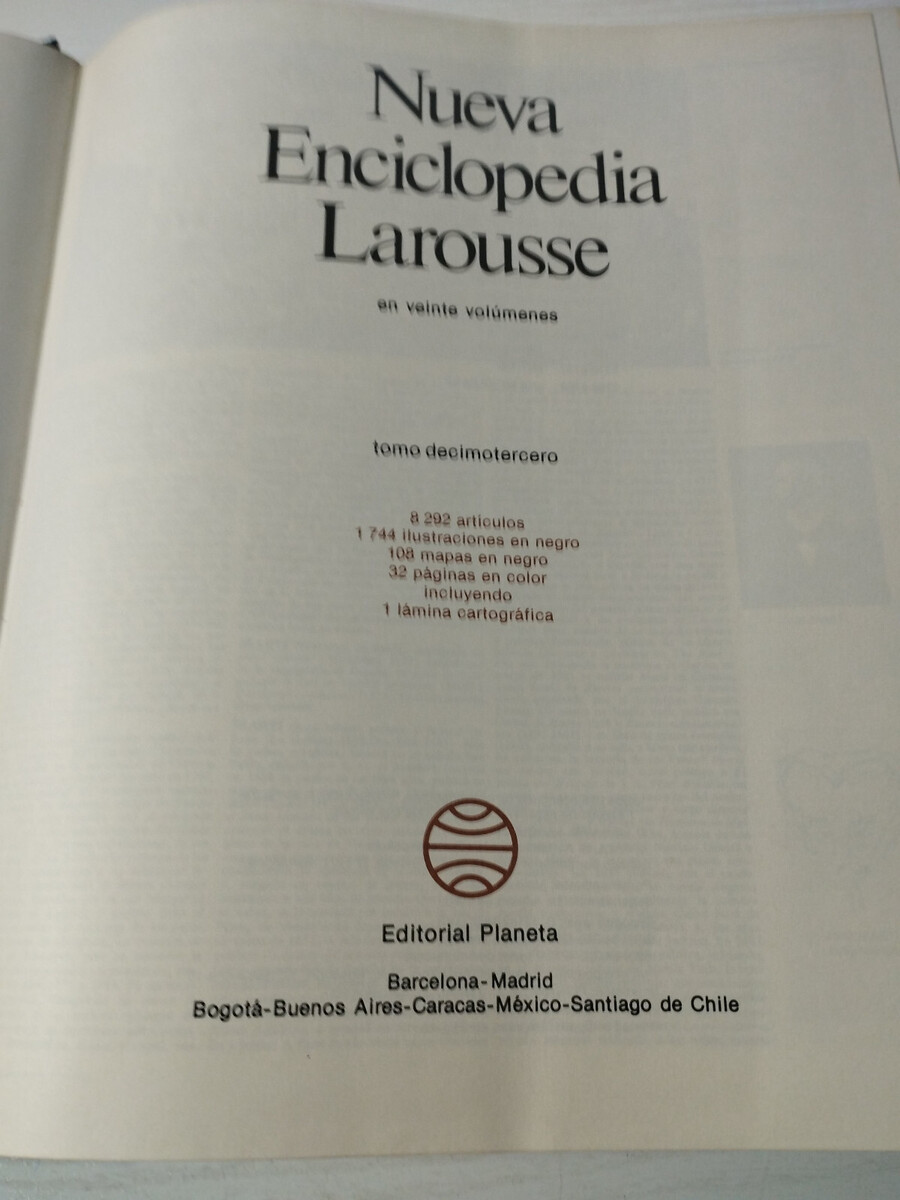 Nueva
Enciclopedia
Larousse
en veinte volúmenes
tomo decimotercero
8 292 artículos
1 744 ilustraciones en negro
108 mapas en negro
32 páginas en color
incluyendo
1 lámina cartográfica
Editorial Planeta
Barcelona-Madrid
Bogotá-Buenos Aires-Caracas-México-Santiago de Chile